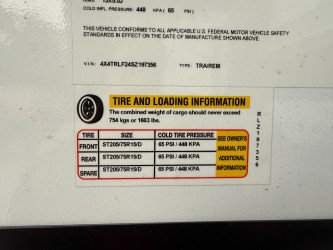 COLD INFL. PRESSURE: 448 KPA ( 65 PSI )
THIS VEHICLE CONFORMS TO ALL APPLICABLE U.S. FEDERAL MOTOR VEHICLE SAFETY
STANDARDS IN EFFECT ON THE DATE OF MANUFACTURE SHOWN ABOVE.
V.I.N.: 4X4TRLF24SZ197356 TYPE: TRA/REM
TIRE AND LOADING INFORMATION
The combined weight of cargo should never exceed
754 kgs or 1663 lbs.
TIRE SIZE COLD TIRE PRESSURE
FRONT ST205/75R15/D 65 PSI / 448 KPA
REAR ST205/75R15/D 65 PSI / 448 KPA
SPARE ST205/75R15/D 65 PSI / 448 KPA
SEE OWNER'S
MANUAL FOR
ADDITIONAL
INFORMATION
RLZ197356